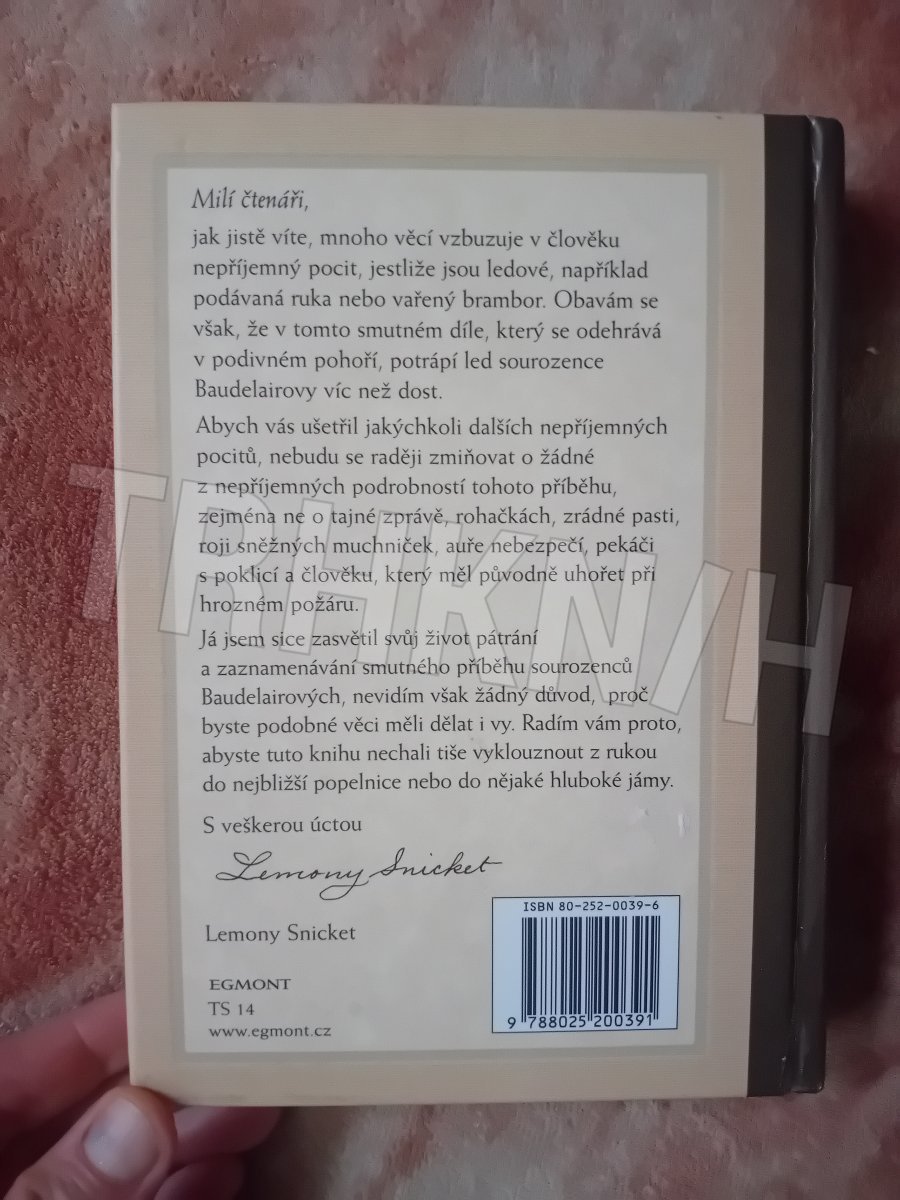 Milí čtenáři,
jak jistě víte, mnoho věcí vzbuzuje v člověku
nepříjemný pocit, jestliže jsou ledové, například
podávaná ruka nebo vařený brambor. Obavám se
však, že v tomto smutném díle, který se odehrává
v podivném pohoří, potrápí led sourozence
Baudelairovy víc než dost.
Abych vás ušetřil jakýchkoli dalších nepříjemných
pocitů, nebudu se raději zmiňovat o žádné
z nepříjemných podrobností tohoto příběhu,
zejména ne o tajné zprávě, rohačkách, zrádné pasti,
roji sněžných muchniček, auře nebezpečí, pekáči
s poklicí a člověku, který měl původně uhořet při
hrozném požáru.
Já jsem sice zasvětil svůj život pátrání
a zaznamenávání smutného příběhu sourozenců
Baudelairových, nevidím však žádný důvod, proč
byste podobné věci měli dělat i vy. Radím vám proto,
abyste tuto knihu nechali tiše vyklouznout z rukou
do nejbližší popelnice nebo do nějaké hluboké jámy.
S veškerou úctou
Lemony Snicket
Lemony Snicket
EGMONT
TS 14
www.egmont.cz
ISBN 80-252-0039-6
9 788025 200391
TRHKNIH